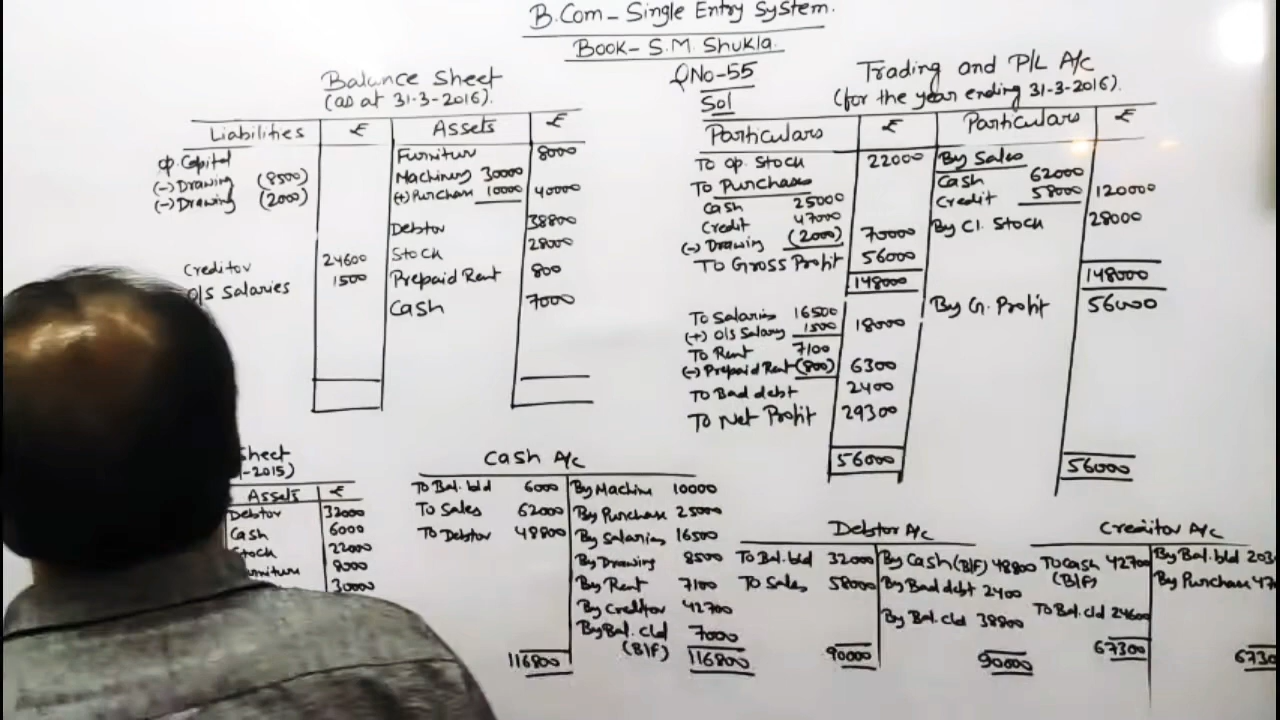 B.Com - Single Entry System.
Book - S.M. Shukla.
QNo-55
Sol
Balance Sheet
(as at 31-3-2016).
Liabilities ₹ Assets ₹
Op. Capital
(-) Drawing (8500)
(-) Drawing (2000)
Creditor 24600
O/s Salaries 1500
Furniture 8000
Machinery 30000
(+) Purchase 10000 40000
Debtor 38800
Stock 28000
Prepaid Rent 800
Cash 7000
Trading and P/L A/c
(for the year ending 31-3-2016).
Particulars ₹ Particulars ₹
To Op. Stock 22000
To Purchases
Cash 25000
Credit 47000
(-) Drawing (2000) 70000
To Gross Profit 56000
148000
To Salaries 16500
(+) O/s Salary 1500 18000
To Rent 7100
(-) Prepaid Rent (800) 6300
To Bad debt 2400
To Net Profit 29300
56000
By Sales
Cash 62000
Credit 58000 120000
By Cl. Stock 28000
148000
By G. Profit 56000
56000
Sheet
-2015)
Assets ₹
Debtor 32000
Cash 6000
Stock 22000
rniture 8000
30000
Cash A/c
To Bal. b/d 6000 By Machine 10000
To Sales 62000 By Purchase 25000
To Debtor 48800 By Salaries 16500
By Drawing 8500
By Rent 7100
By Creditor 42700
By Bal. c/d 7000
(B/F)
116800 116800
Debtor A/c
To Bal. b/d 32000 By Cash (B/F) 48800
To Sales 58000 By Bad debt 2400
By Bal. c/d 38800
90000 90000
Creditor A/c
To Cash 42700 By Bal. b/d 2030
(B/F) By Purchase 47
To Bal. c/d 24600
67300 6730